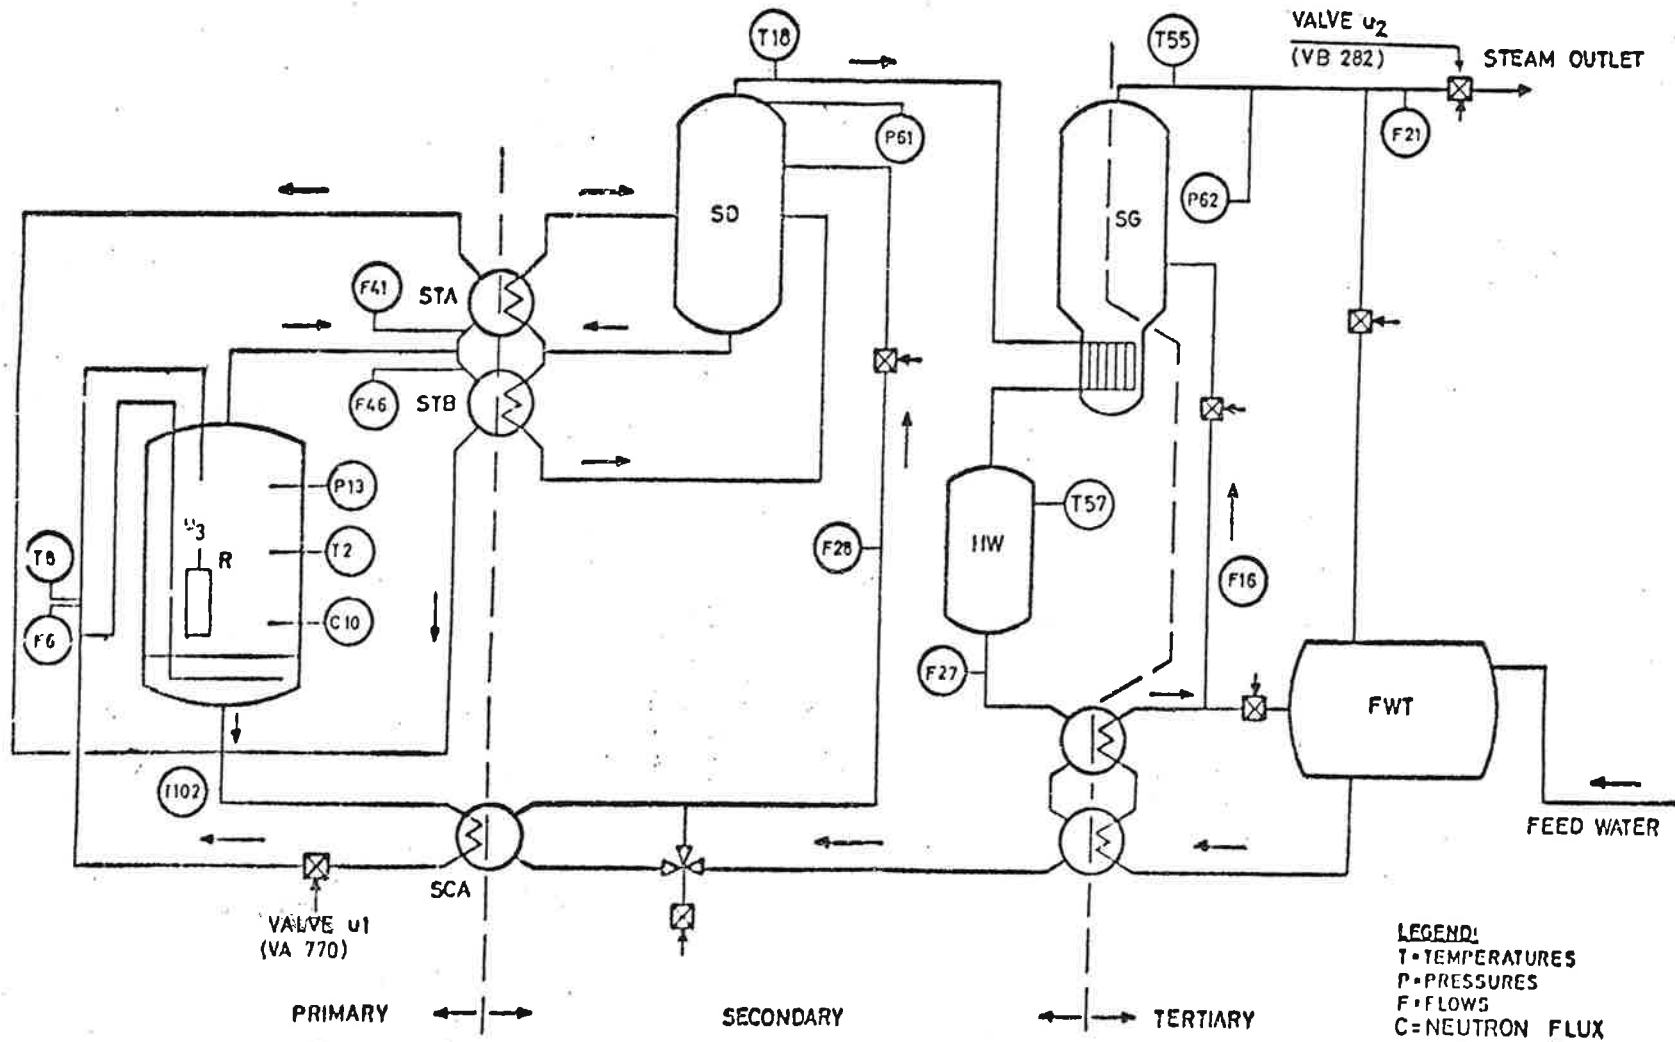 VALVE u2
(VB 282)
STEAM OUTLET
T18
T55
P61
F21
P62
SD
SG
F41
STA
F46
STB
P13
T57
u3
R
T2
HW
T8
F28
F16
C10
F6
F27
FWT
T102
FEED WATER
SCA
VALVE u1
(VA 770)
LEGEND:
T=TEMPERATURES
P=PRESSURES
F=FLOWS
C=NEUTRON FLUX
PRIMARY
SECONDARY
TERTIARY